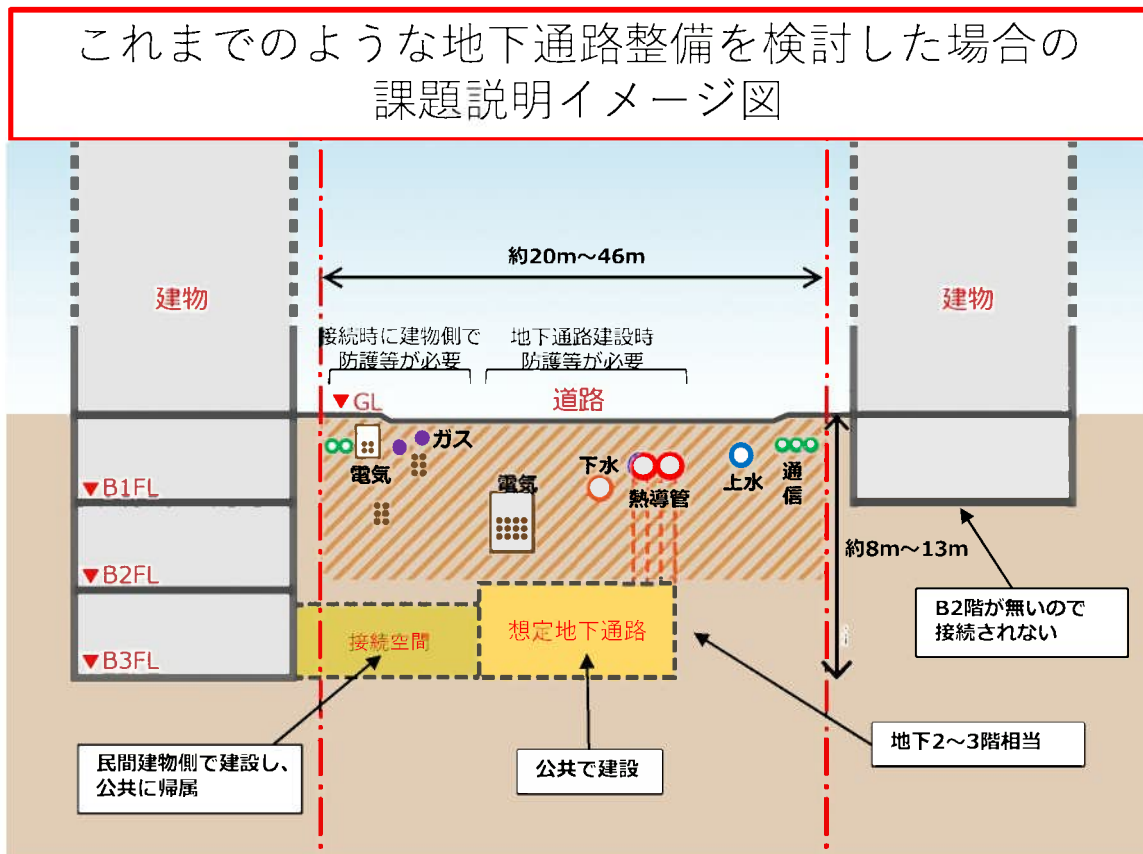 これまでのような地下通路整備を検討した場合の
課題説明イメージ図
約20m～46m
建物
建物
接続時に建物側で
防護等が必要
地下通路建設時
防護等が必要
▼GL
道路
ガス
電気
電気
下水
熱導管
上水
通信
▼B1FL
▼B2FL
▼B3FL
約8m～13m
B2階が無いので
接続されない
接続空間
想定地下通路
民間建物側で建設し、
公共に帰属
公共で建設
地下2～3階相当